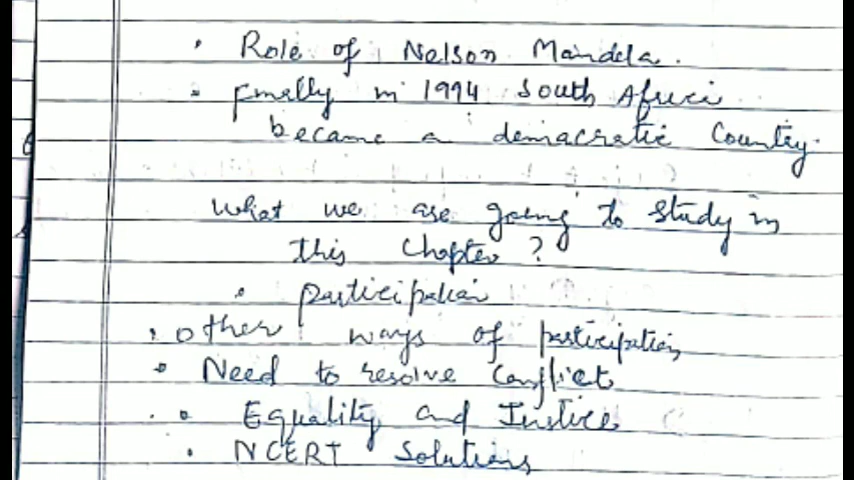 • Role of Nelson Mandela.
• finally in 1994 South Africa
became a democratic Country.
What we are going to study in
this Chapter ?
• participation
• other ways of participation
• Need to resolve Conflict
• Equality and Justice
• NCERT Solutions